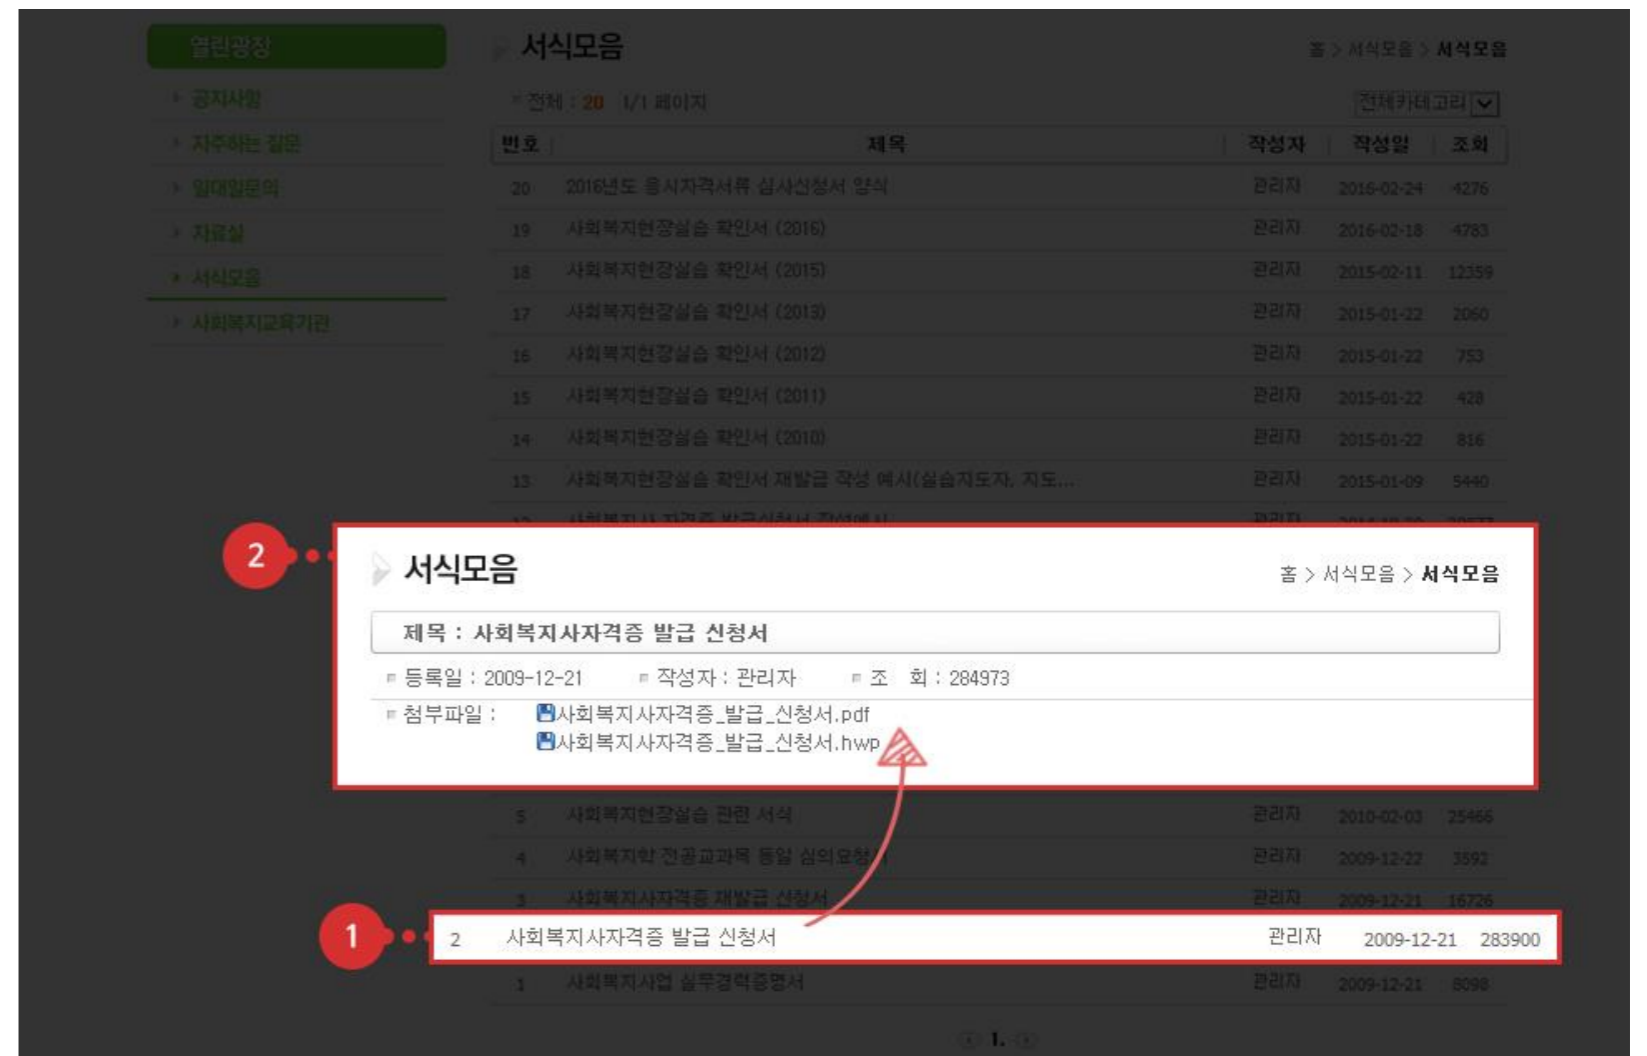 열린광장
공지사항
자주하는 질문
일대일문의
자료실
서식모음
사회복지교육기관
서식모음
홈 > 서식모음 > 서식모음
전체 : 20 1/1 페이지
전체카테고리
번호 제목 작성자 작성일 조회
20 2016년도 응시자격서류 심사신청서 양식 관리자 2016-02-24 4276
19 사회복지현장실습 확인서 (2016) 관리자 2016-02-18 4783
18 사회복지현장실습 확인서 (2015) 관리자 2015-02-11 12359
17 사회복지현장실습 확인서 (2013) 관리자 2015-01-22 2060
16 사회복지현장실습 확인서 (2012) 관리자 2015-01-22 753
15 사회복지현장실습 확인서 (2011) 관리자 2015-01-22 428
14 사회복지현장실습 확인서 (2010) 관리자 2015-01-22 816
13 사회복지현장실습 확인서 재발급 작성 예시(실습지도자, 지도... 관리자 2015-01-09 5440
2
서식모음
홈 > 서식모음 > 서식모음
제목 : 사회복지사자격증 발급 신청서
등록일 : 2009-12-21 작성자 : 관리자 조 회 : 284973
첨부파일 : 사회복지사자격증_발급_신청서.pdf
사회복지사자격증_발급_신청서.hwp
5 사회복지현장실습 관련 서식 관리자 2010-02-03 25466
4 사회복지학 전공교과목 동일 심의요청서 관리자 2009-12-22 3592
3 사회복지사자격증 재발급 신청서 관리자 2009-12-21 16726
1
2 사회복지사자격증 발급 신청서 관리자 2009-12-21 283900
1 사회복지사업 실무경력증명서 관리자 2009-12-21 8098
1.